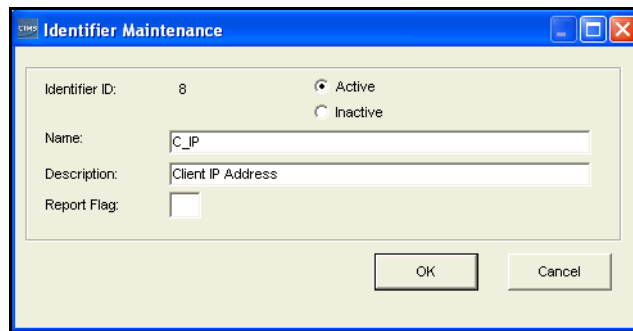 CIMS Identifier Maintenance
Identifier ID: 8 Active
Inactive
Name: C_IP
Description: Client IP Address
Report Flag:
OK Cancel